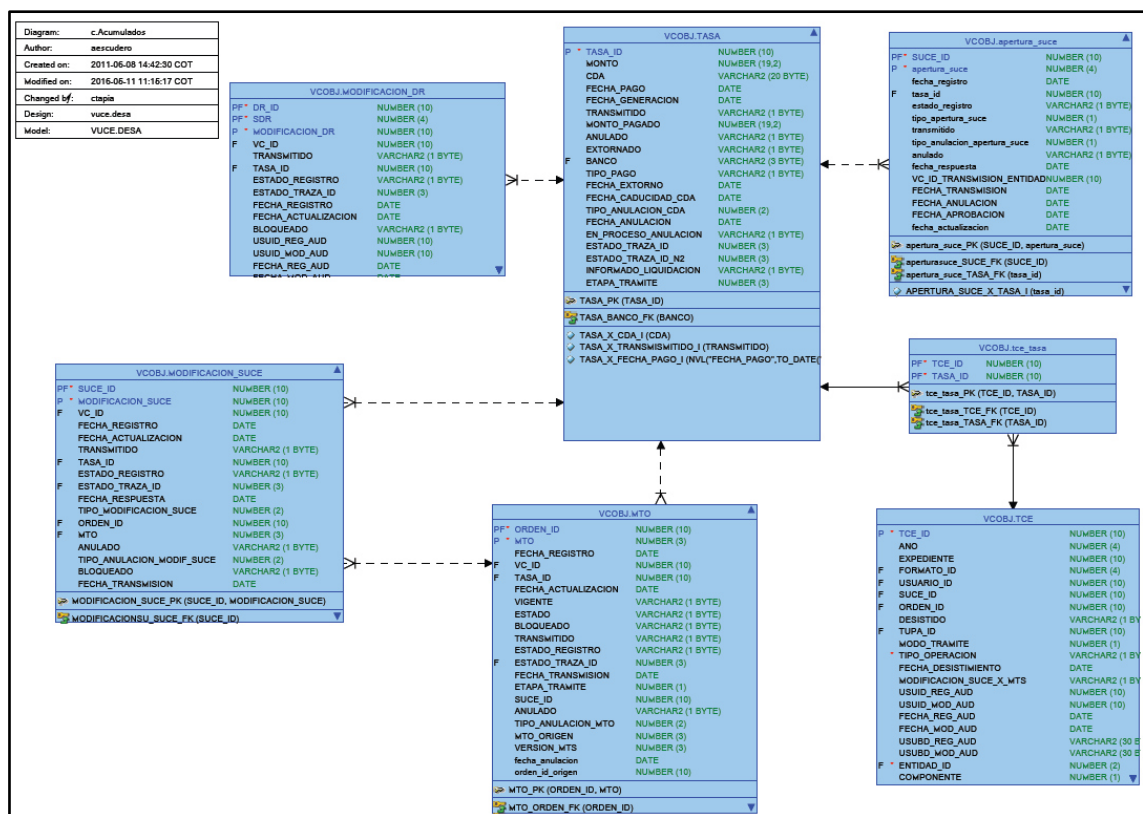 Diagram: c.Acumulados
Author: aescudero
Created on: 2011-06-08 14:42:30 COT
Modified on: 2016-05-11 11:15:17 COT
Changed by: ctapia
Design: vuce.desa
Model: VUCE.DESA
VCOBJ.MODIFICACION_DR
PF* DR_ID NUMBER (10)
PF* SDR NUMBER (4)
P * MODIFICACION_DR NUMBER (10)
F VC_ID NUMBER (10)
TRANSMITIDO VARCHAR2 (1 BYTE)
F TASA_ID NUMBER (10)
ESTADO_REGISTRO VARCHAR2 (1 BYTE)
ESTADO_TRAZA_ID NUMBER (3)
FECHA_REGISTRO DATE
FECHA_ACTUALIZACION DATE
BLOQUEADO VARCHAR2 (1 BYTE)
USUID_REG_AUD NUMBER (10)
USUID_MOD_AUD NUMBER (10)
FECHA_REG_AUD DATE
FECHA_MOD_AUD DATE
VCOBJ.TASA
P * TASA_ID NUMBER (10)
MONTO NUMBER (19,2)
CDA VARCHAR2 (20 BYTE)
FECHA_PAGO DATE
FECHA_GENERACION DATE
TRANSMITIDO VARCHAR2 (1 BYTE)
MONTO_PAGADO NUMBER (19,2)
ANULADO VARCHAR2 (1 BYTE)
EXTORNADO VARCHAR2 (1 BYTE)
F BANCO VARCHAR2 (3 BYTE)
TIPO_PAGO VARCHAR2 (1 BYTE)
FECHA_EXTORNO DATE
FECHA_CADUCIDAD_CDA DATE
TIPO_ANULACION_CDA NUMBER (2)
FECHA_ANULACION DATE
EN_PROCESO_ANULACION VARCHAR2 (1 BYTE)
ESTADO_TRAZA_ID NUMBER (3)
ESTADO_TRAZA_ID_N2 NUMBER (3)
INFORMADO_LIQUIDACION VARCHAR2 (1 BYTE)
ETAPA_TRAMITE NUMBER (3)
TASA_PK (TASA_ID)
TASA_BANCO_FK (BANCO)
TASA_X_CDA_I (CDA)
TASA_X_TRANSMISMITIDO_I (TRANSMITIDO)
TASA_X_FECHA_PAGO_I (NVL("FECHA_PAGO",TO_DATE('
VCOBJ.apertura_suce
PF* SUCE_ID NUMBER (10)
P * apertura_suce NUMBER (4)
fecha_registro DATE
F tasa_id NUMBER (10)
estado_registro VARCHAR2 (1 BYTE)
tipo_apertura_suce NUMBER (1)
transmitido VARCHAR2 (1 BYTE)
tipo_anulacion_apertura_suce NUMBER (1)
anulado VARCHAR2 (1 BYTE)
fecha_respuesta DATE
VC_ID_TRANSMISION_ENTIDAD NUMBER (10)
FECHA_TRANSMISION DATE
FECHA_ANULACION DATE
FECHA_APROBACION DATE
fecha_actualizacion DATE
apertura_suce_PK (SUCE_ID, apertura_suce)
aperturasuce_SUCE_FK (SUCE_ID)
apertura_suce_TASA_FK (tasa_id)
APERTURA_SUCE_X_TASA_I (tasa_id)
VCOBJ.tce_tasa
PF* TCE_ID NUMBER (10)
PF* TASA_ID NUMBER (10)
tce_tasa_PK (TCE_ID, TASA_ID)
tce_tasa_TCE_FK (TCE_ID)
tce_tasa_TASA_FK (TASA_ID)
VCOBJ.MODIFICACION_SUCE
PF* SUCE_ID NUMBER (10)
P * MODIFICACION_SUCE NUMBER (10)
F VC_ID NUMBER (10)
FECHA_REGISTRO DATE
FECHA_ACTUALIZACION DATE
TRANSMITIDO VARCHAR2 (1 BYTE)
F TASA_ID NUMBER (10)
ESTADO_REGISTRO VARCHAR2 (1 BYTE)
F ESTADO_TRAZA_ID NUMBER (3)
FECHA_RESPUESTA DATE
TIPO_MODIFICACION_SUCE NUMBER (2)
F ORDEN_ID NUMBER (10)
F MTO NUMBER (3)
ANULADO VARCHAR2 (1 BYTE)
TIPO_ANULACION_MODIF_SUCE NUMBER (2)
BLOQUEADO VARCHAR2 (1 BYTE)
FECHA_TRANSMISION DATE
MODIFICACION_SUCE_PK (SUCE_ID, MODIFICACION_SUCE)
MODIFICACIONSU_SUCE_FK (SUCE_ID)
VCOBJ.MTO
PF* ORDEN_ID NUMBER (10)
P * MTO NUMBER (3)
FECHA_REGISTRO DATE
F VC_ID NUMBER (10)
F TASA_ID NUMBER (10)
FECHA_ACTUALIZACION DATE
VIGENTE VARCHAR2 (1 BYTE)
ESTADO VARCHAR2 (1 BYTE)
BLOQUEADO VARCHAR2 (1 BYTE)
TRANSMITIDO VARCHAR2 (1 BYTE)
ESTADO_REGISTRO VARCHAR2 (1 BYTE)
F ESTADO_TRAZA_ID NUMBER (3)
FECHA_TRANSMISION DATE
ETAPA_TRAMITE NUMBER (1)
SUCE_ID NUMBER (10)
ANULADO VARCHAR2 (1 BYTE)
TIPO_ANULACION_MTO NUMBER (2)
MTO_ORIGEN NUMBER (3)
VERSION_MTS NUMBER (3)
fecha_anulacion DATE
orden_id_origen NUMBER (10)
MTO_PK (ORDEN_ID, MTO)
MTO_ORDEN_FK (ORDEN_ID)
VCOBJ.TCE
P * TCE_ID NUMBER (10)
ANO NUMBER (4)
EXPEDIENTE NUMBER (10)
F FORMATO_ID NUMBER (4)
F USUARIO_ID NUMBER (10)
F SUCE_ID NUMBER (10)
F ORDEN_ID NUMBER (10)
DESISTIDO VARCHAR2 (1 BY
F TUPA_ID NUMBER (10)
MODO_TRAMITE NUMBER (1)
* TIPO_OPERACION VARCHAR2 (1 BY
FECHA_DESISTIMIENTO DATE
MODIFICACION_SUCE_X_MTS VARCHAR2 (1 BY
USUID_REG_AUD NUMBER (10)
USUID_MOD_AUD NUMBER (10)
FECHA_REG_AUD DATE
FECHA_MOD_AUD DATE
USUBD_REG_AUD VARCHAR2 (30 B
USUBD_MOD_AUD VARCHAR2 (30 B
F * ENTIDAD_ID NUMBER (2)
COMPONENTE NUMBER (1)